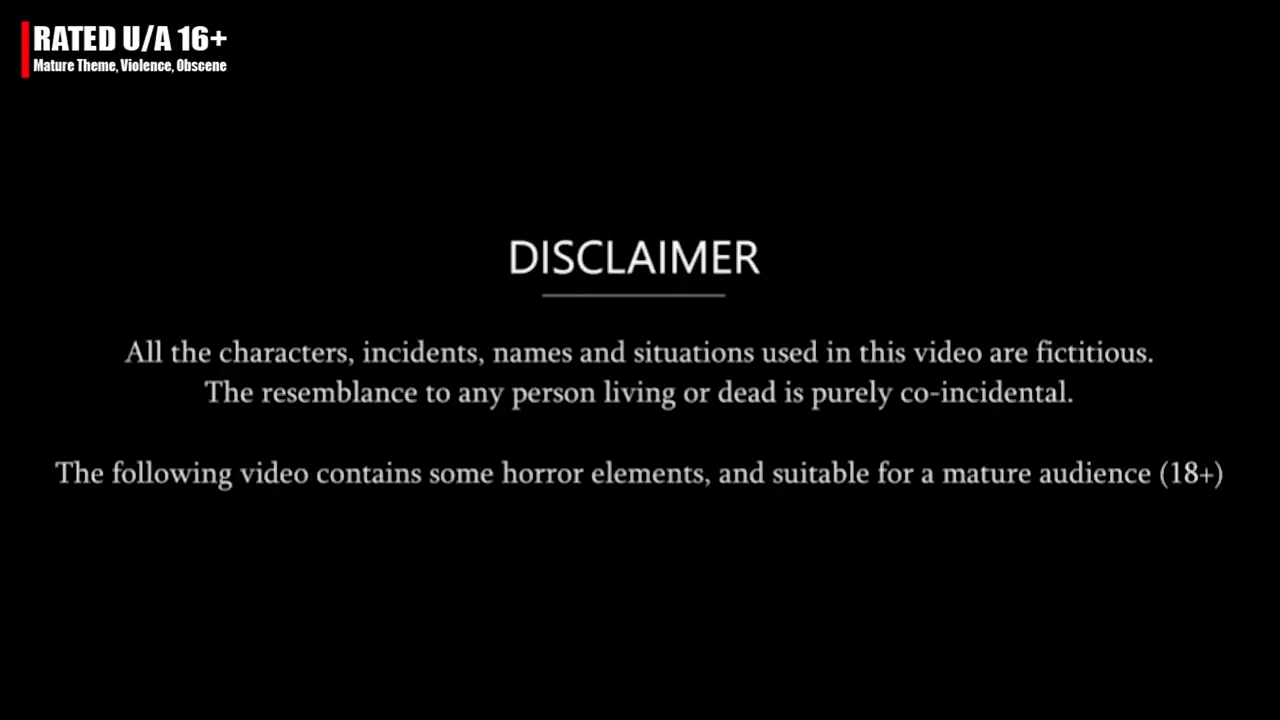 RATED U/A 16+
Mature Theme, Violence, Obscene
DISCLAIMER
All the characters, incidents, names and situations used in this video are fictitious.
The resemblance to any person living or dead is purely co-incidental.
The following video contains some horror elements, and suitable for a mature audience (18+)